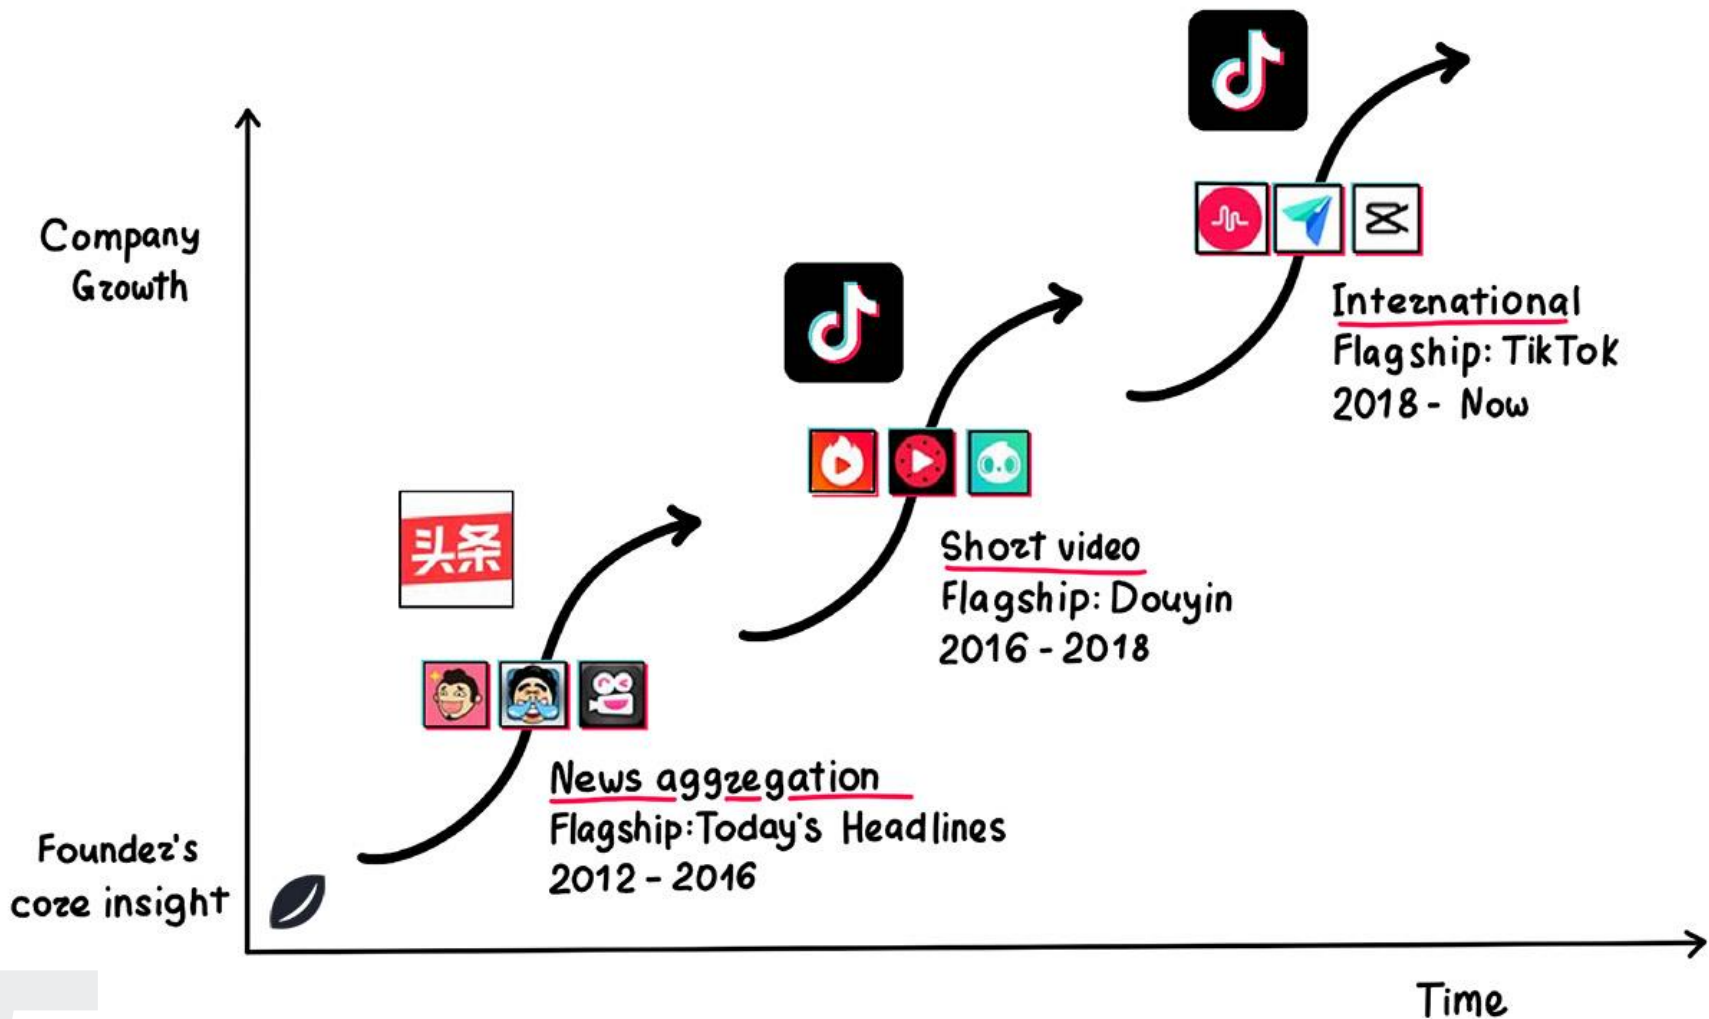 Company
Growth
Founder's
core insight
头条
News aggregation
Flagship: Today's Headlines
2012 - 2016
Short video
Flagship: Douyin
2016 - 2018
International
Flagship: TikTok
2018 - Now
Time